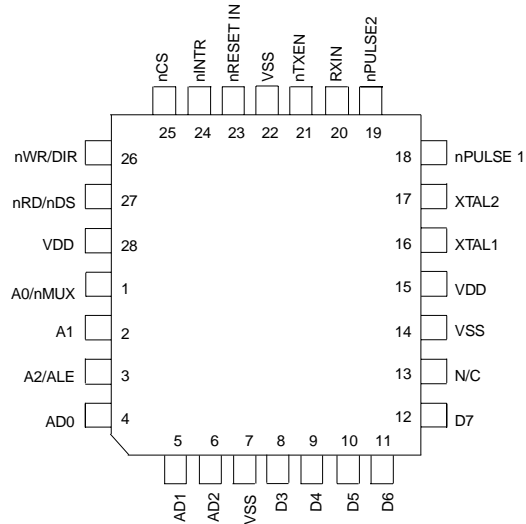 nCS
nINTR
nRESET IN
VSS
nTXEN
RXIN
nPULSE2
25 24 23 22 21 20 19
nWR/DIR 26 18 nPULSE 1
nRD/nDS 27 17 XTAL2
VDD 28 16 XTAL1
A0/nMUX 1 15 VDD
A1 2 14 VSS
A2/ALE 3 13 N/C
AD0 4 12 D7
5 6 7 8 9 10 11
AD1
AD2
VSS
D3
D4
D5
D6